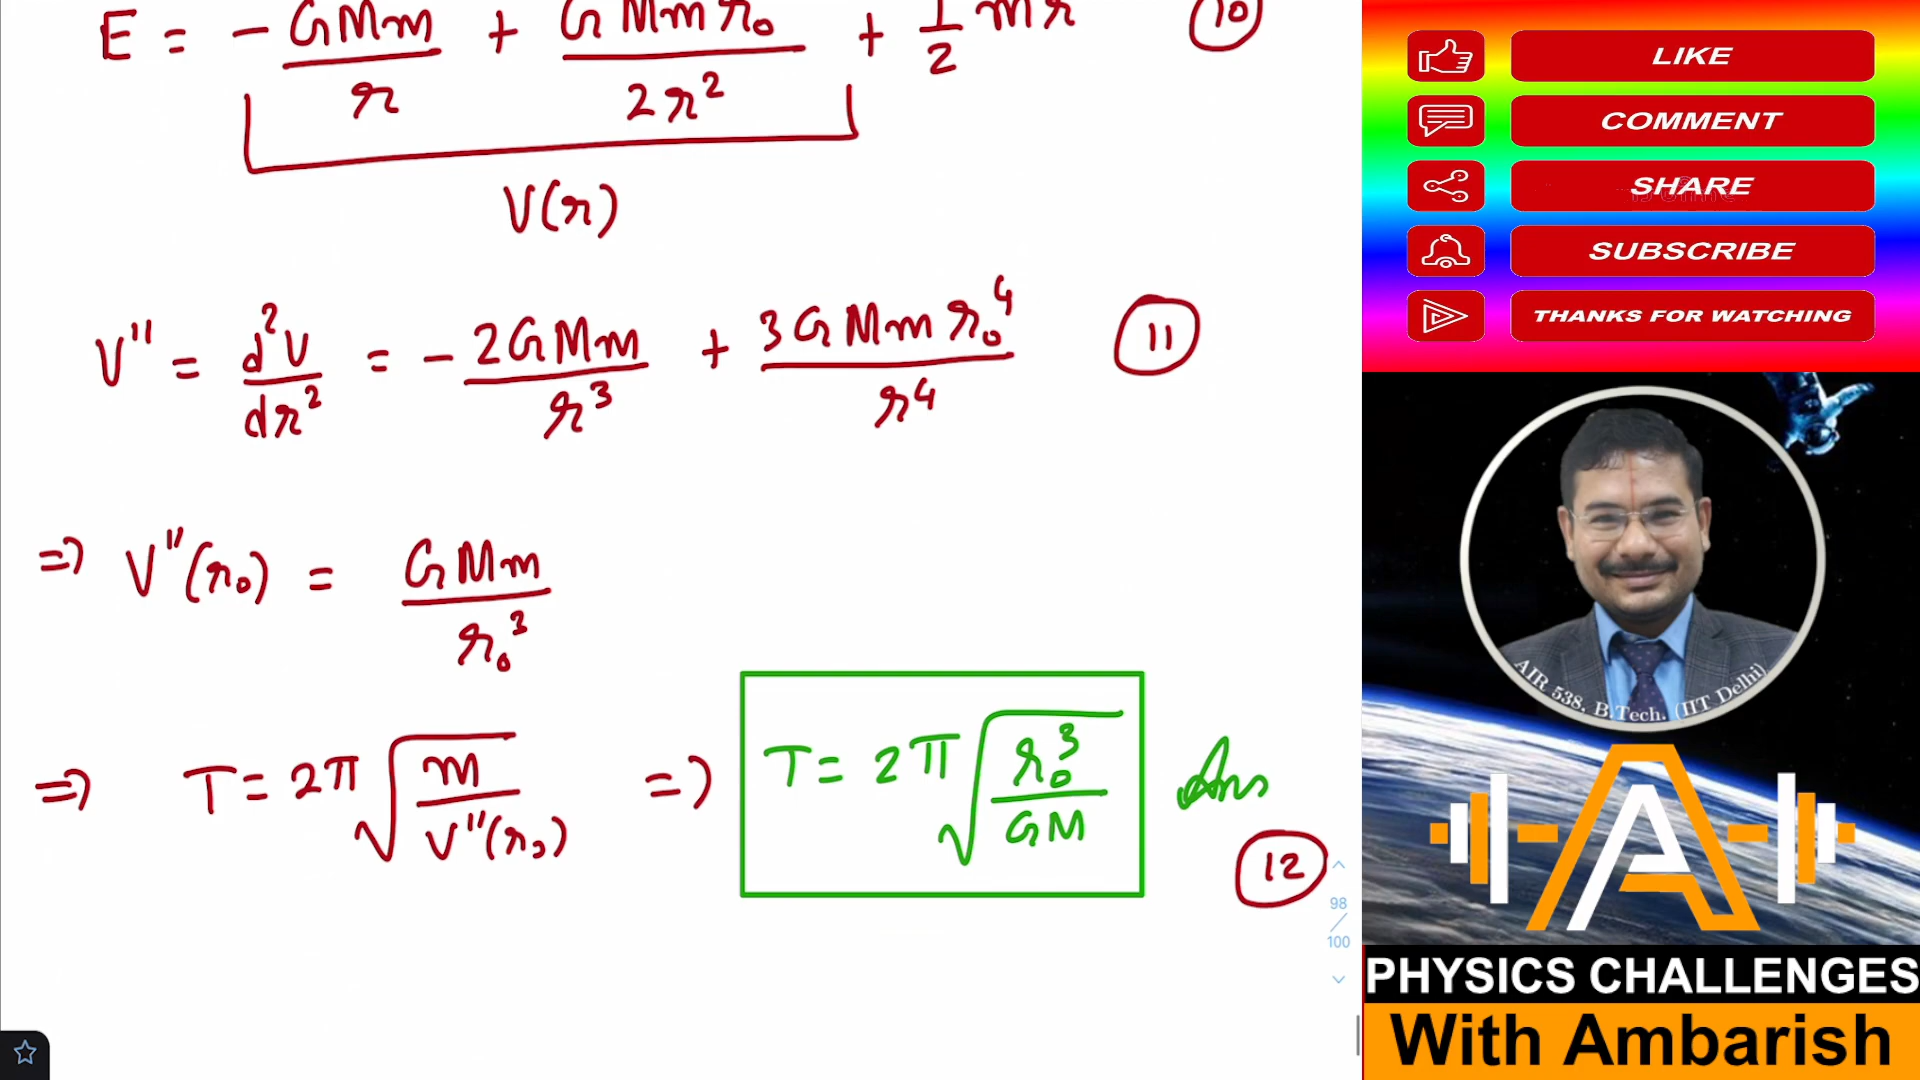 E = - GMm/r + GMmr₀/2r² + 1/2 mr ⑩
V(r)
V'' = d²V/dr² = - 2GMm/r³ + 3GMmr₀⁴/r⁴ ⑪
⇒ V''(r₀) = GMm/r₀³
⇒ T = 2π √(m/V''(r₀)) ⇒ T = 2π √(r₀³/GM) Ans
⑫
98
/
100
LIKE
COMMENT
SHARE
SUBSCRIBE
THANKS FOR WATCHING
AIR 538, B.Tech. (IIT Delhi)
A
PHYSICS CHALLENGES
With Ambarish